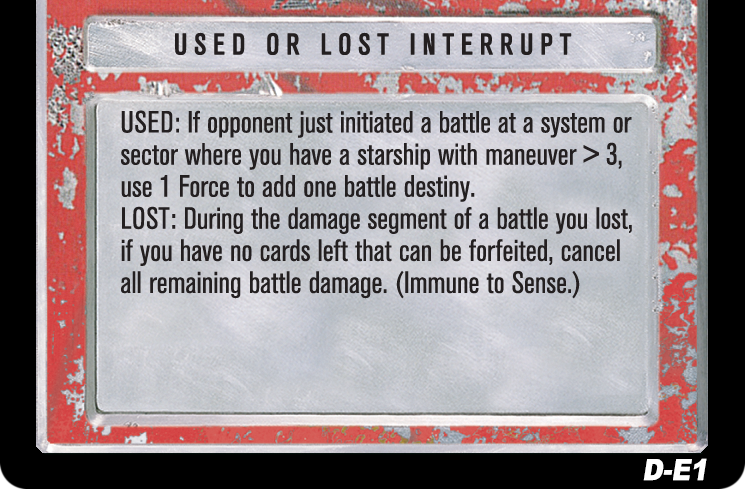 USED OR LOST INTERRUPT
USED: If opponent just initiated a battle at a system or
sector where you have a starship with maneuver > 3,
use 1 Force to add one battle destiny.
LOST: During the damage segment of a battle you lost,
if you have no cards left that can be forfeited, cancel
all remaining battle damage. (Immune to Sense.)
D-E1